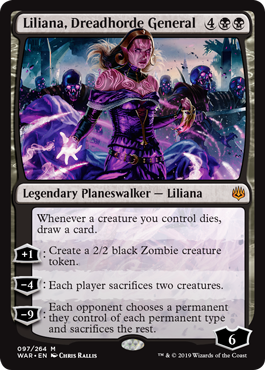 Liliana, Dreadhorde General 4
Legendary Planeswalker — Liliana
Whenever a creature you control dies,
draw a card.
+1: Create a 2/2 black Zombie creature
token.
−4: Each player sacrifices two creatures.
−9: Each opponent chooses a permanent
they control of each permanent type
and sacrifices the rest.
6
097/264 M
WAR • EN CHRIS RALLIS ™ & © 2019 Wizards of the Coast